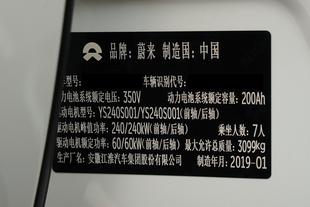 品牌：蔚来 制造国：中国
车型号： 车辆识别代号：
动力电池系统额定电压：350V 动力电池系统额定容量：200Ah
驱动电机型号：YS240S001/YS240S001(前轴/后轴)
驱动电机峰值功率：240/240kW(前轴/后轴) 乘坐人数：7人
驱动电机额定功率：60/60kW(前轴/后轴) 最大允许总质量：3099kg
生产厂名：安徽江淮汽车集团股份有限公司 制造年月：2019-01